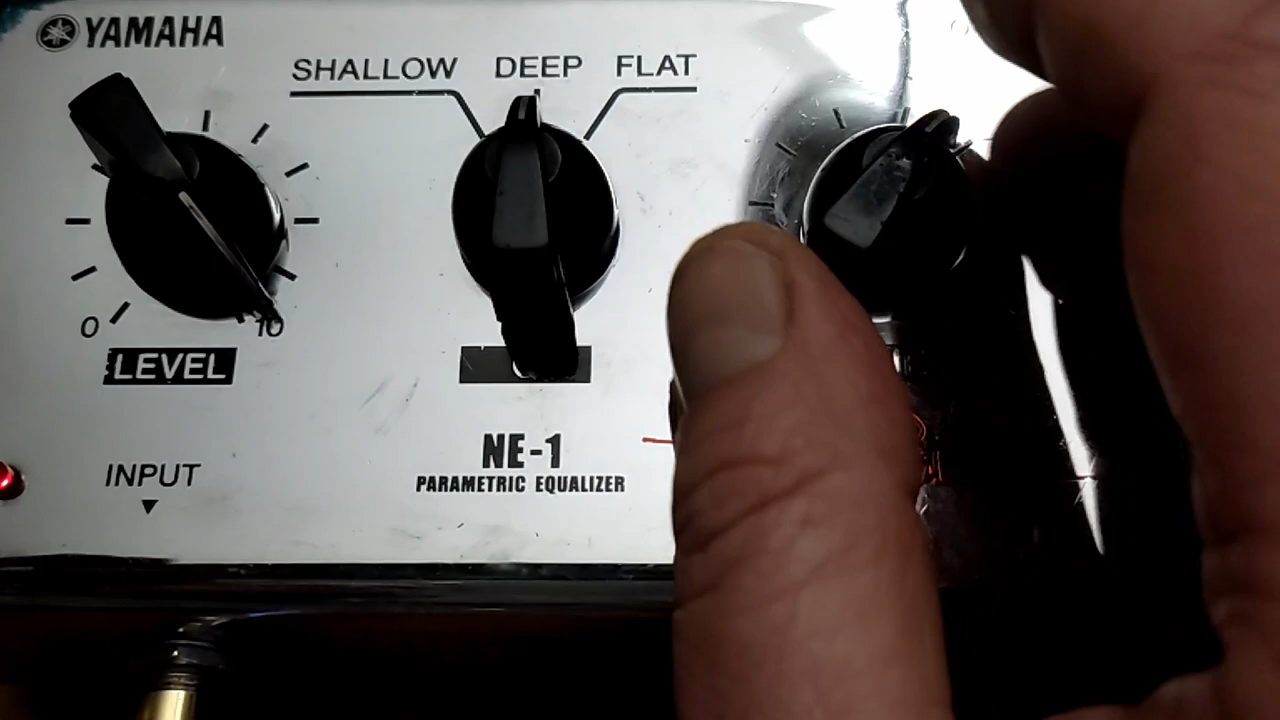 YAMAHA
SHALLOW DEEP FLAT
0 10
LEVEL
NE-1
PARAMETRIC EQUALIZER
INPUT